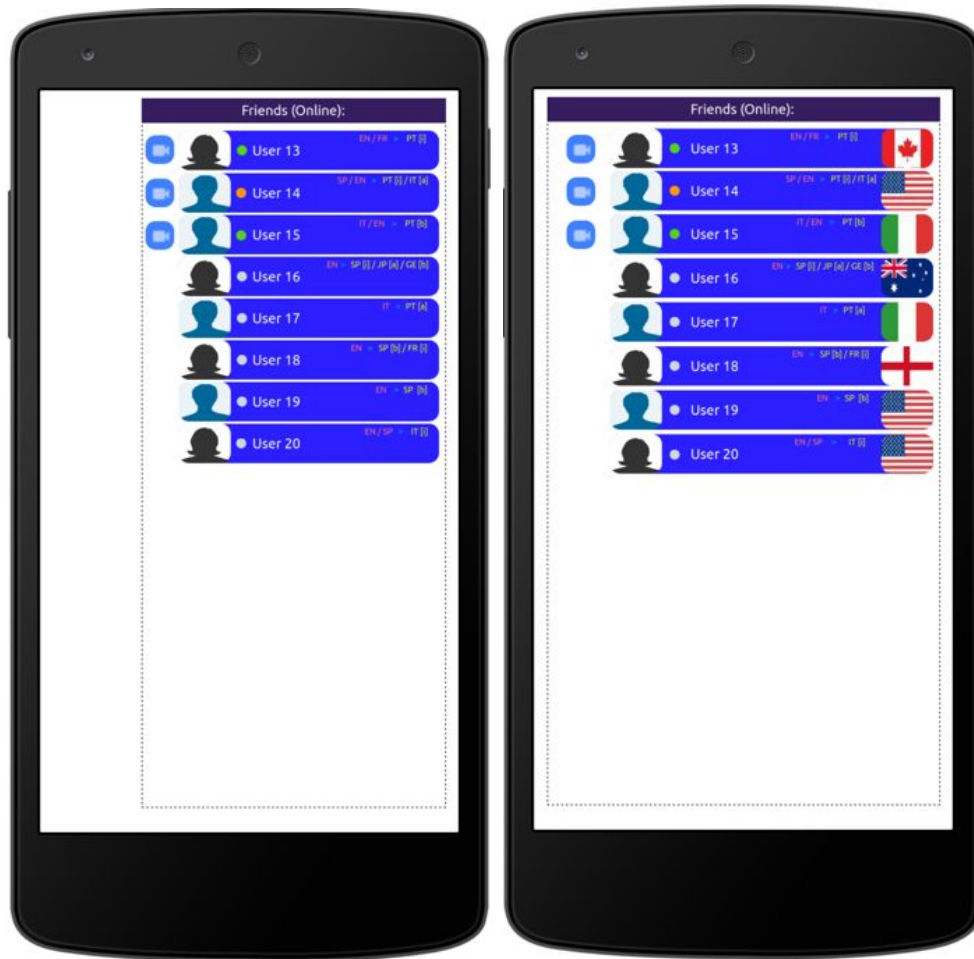 Friends (Online):
EN / FR > PT [i]
User 13
SP / EN > PT [i] / IT [a]
User 14
IT / EN > PT [b]
User 15
EN > SP [i] / JP [a] / GE [b]
User 16
IT > PT [a]
User 17
EN > SP [b] / FR [i]
User 18
EN > SP [b]
User 19
EN / SP > IT [i]
User 20
Friends (Online):
EN / FR > PT [i]
User 13
SP / EN > PT [i] / IT [a]
User 14
IT / EN > PT [b]
User 15
EN > SP [i] / JP [a] / GE [b]
User 16
IT > PT [a]
User 17
EN > SP [b] / FR [i]
User 18
EN > SP [b]
User 19
EN / SP > IT [i]
User 20